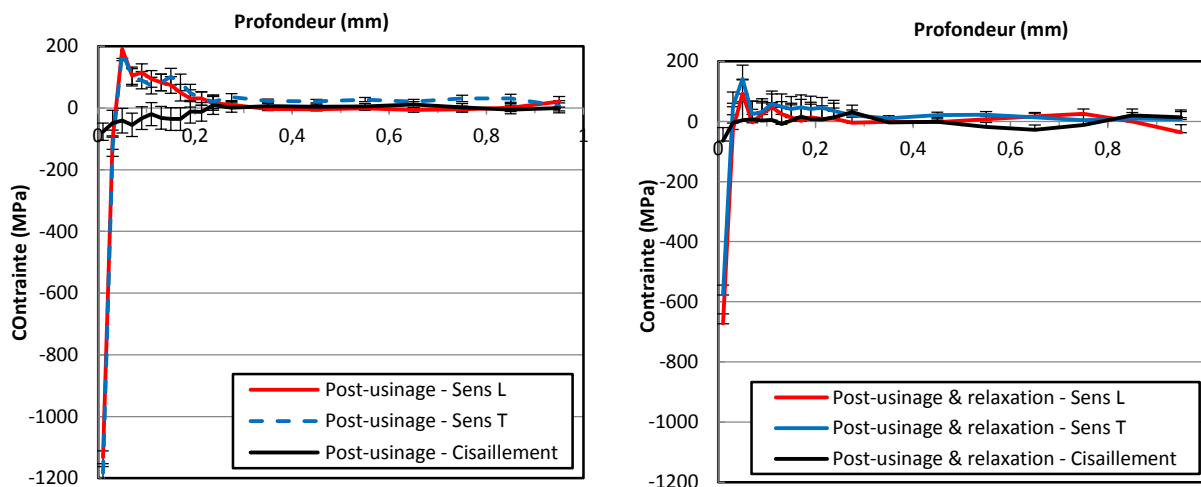 Profondeur (mm)
200
0
-200
-400
-600
-800
-1000
-1200
0
0,2
0,4
0,6
0,8
1
COntrainte (MPa)
Post-usinage - Sens L
Post-usinage - Sens T
Post-usinage - Cisaillement
Profondeur (mm)
200
0
-200
-400
-600
-800
-1000
-1200
0
0,2
0,4
0,6
0,8
Contrainte (MPa)
Post-usinage & relaxation - Sens L
Post-usinage & relaxation - Sens T
Post-usinage & relaxation - Cisaillement